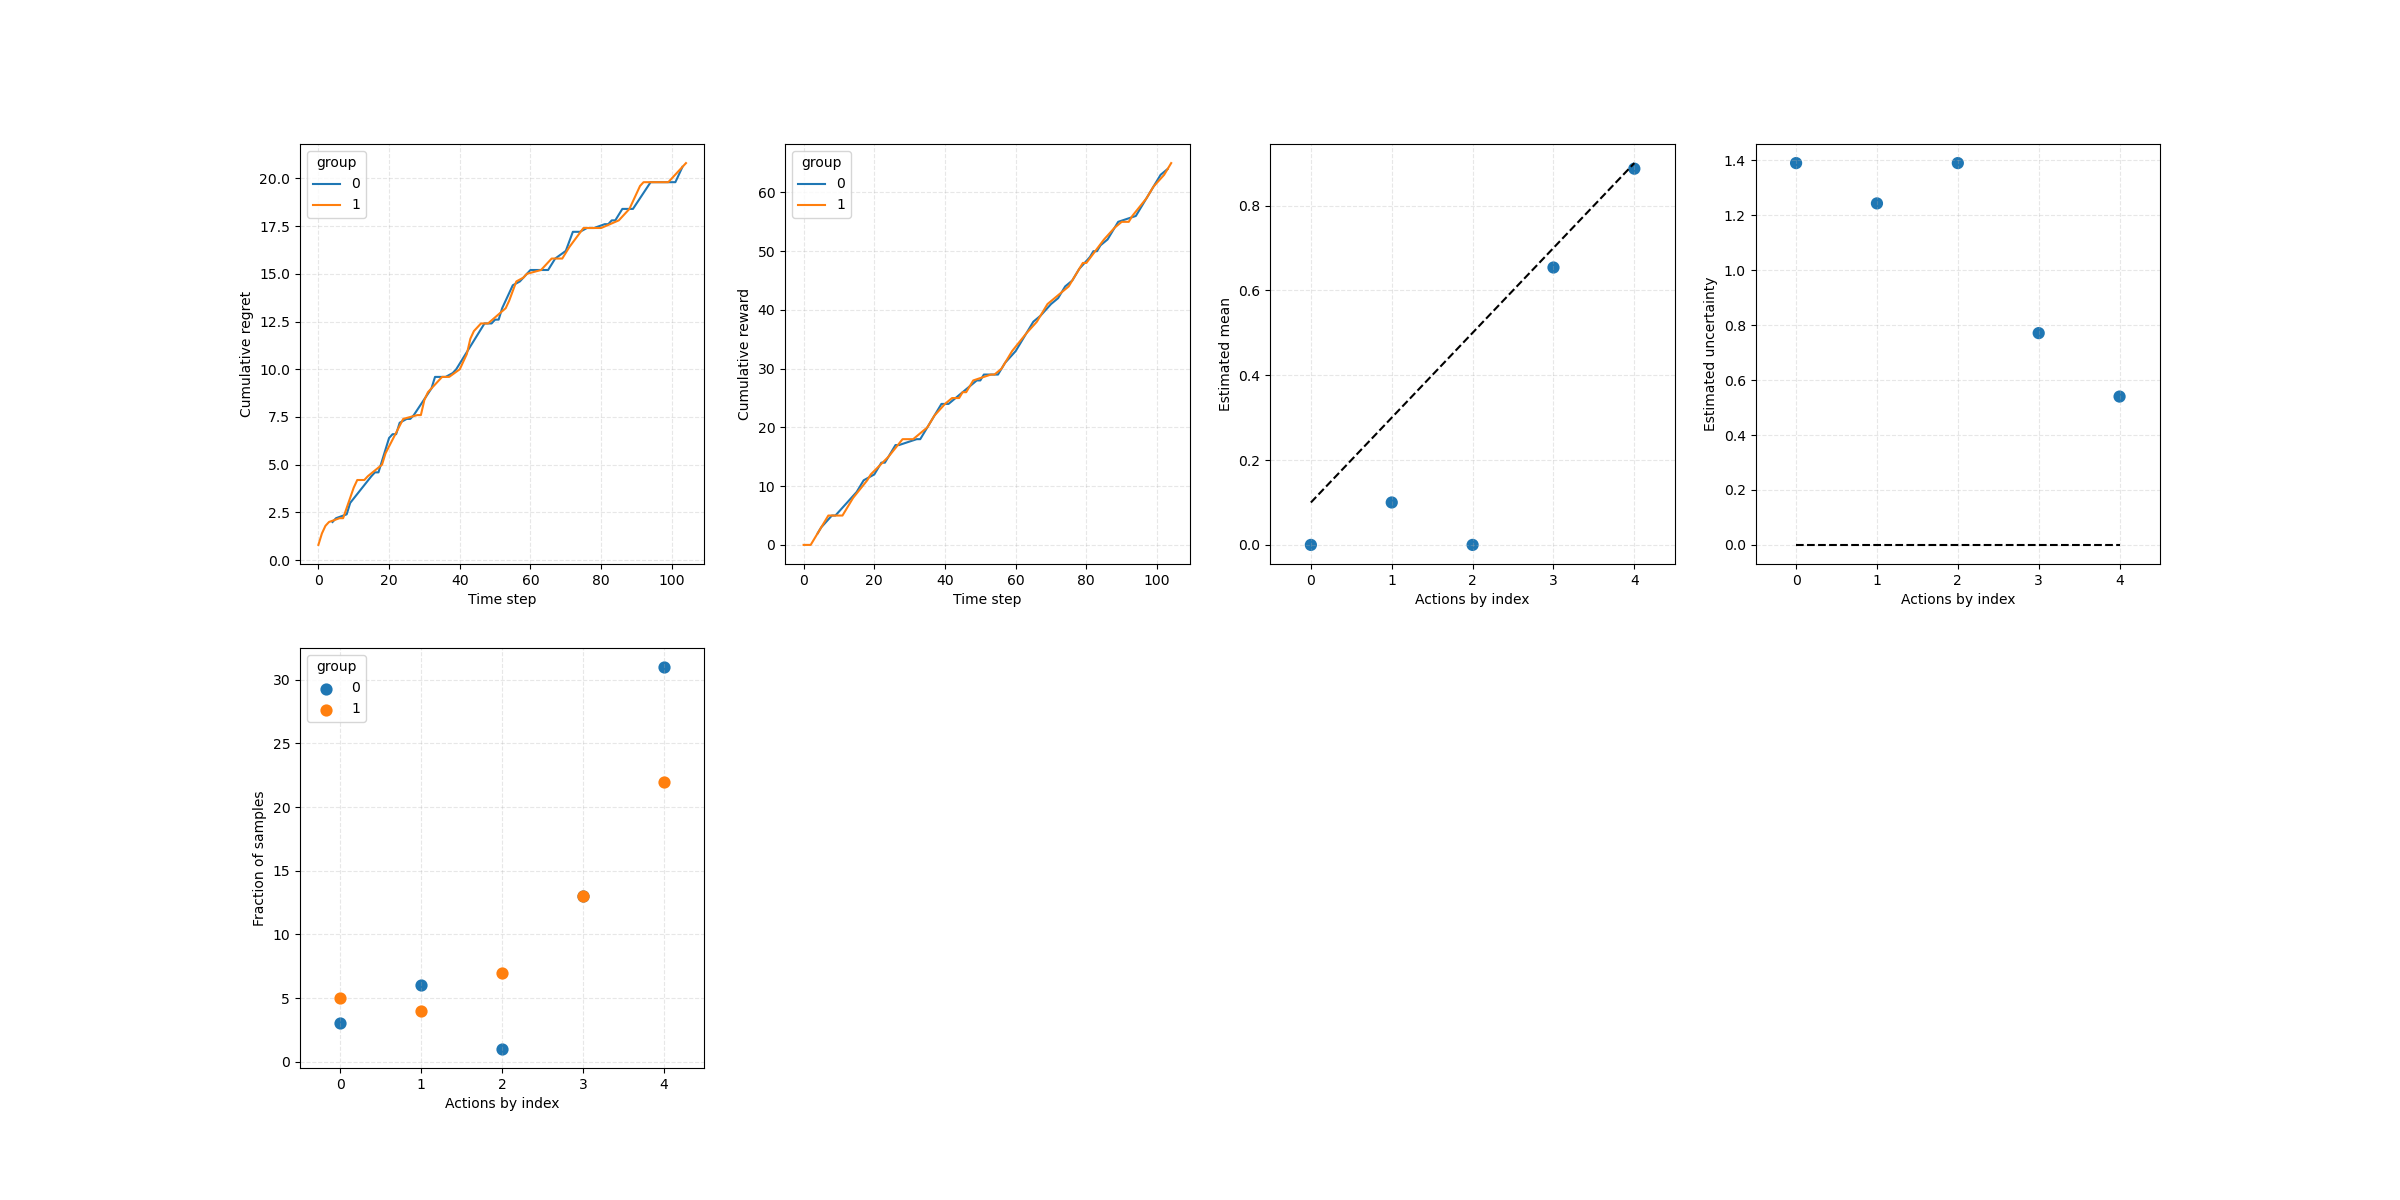 group
0
1
20.0
17.5
15.0
12.5
10.0
7.5
5.0
2.5
0.0
Cumulative regret
0 20 40 60 80 100
Time step
group
0
1
60
50
40
30
20
10
0
Cumulative reward
0 20 40 60 80 100
Time step
0.8
0.6
0.4
0.2
0.0
Estimated mean
0 1 2 3 4
Actions by index
1.4
1.2
1.0
0.8
0.6
0.4
0.2
0.0
Estimated uncertainty
0 1 2 3 4
Actions by index
group
0
1
30
25
20
15
10
5
0
Fraction of samples
0 1 2 3 4
Actions by index